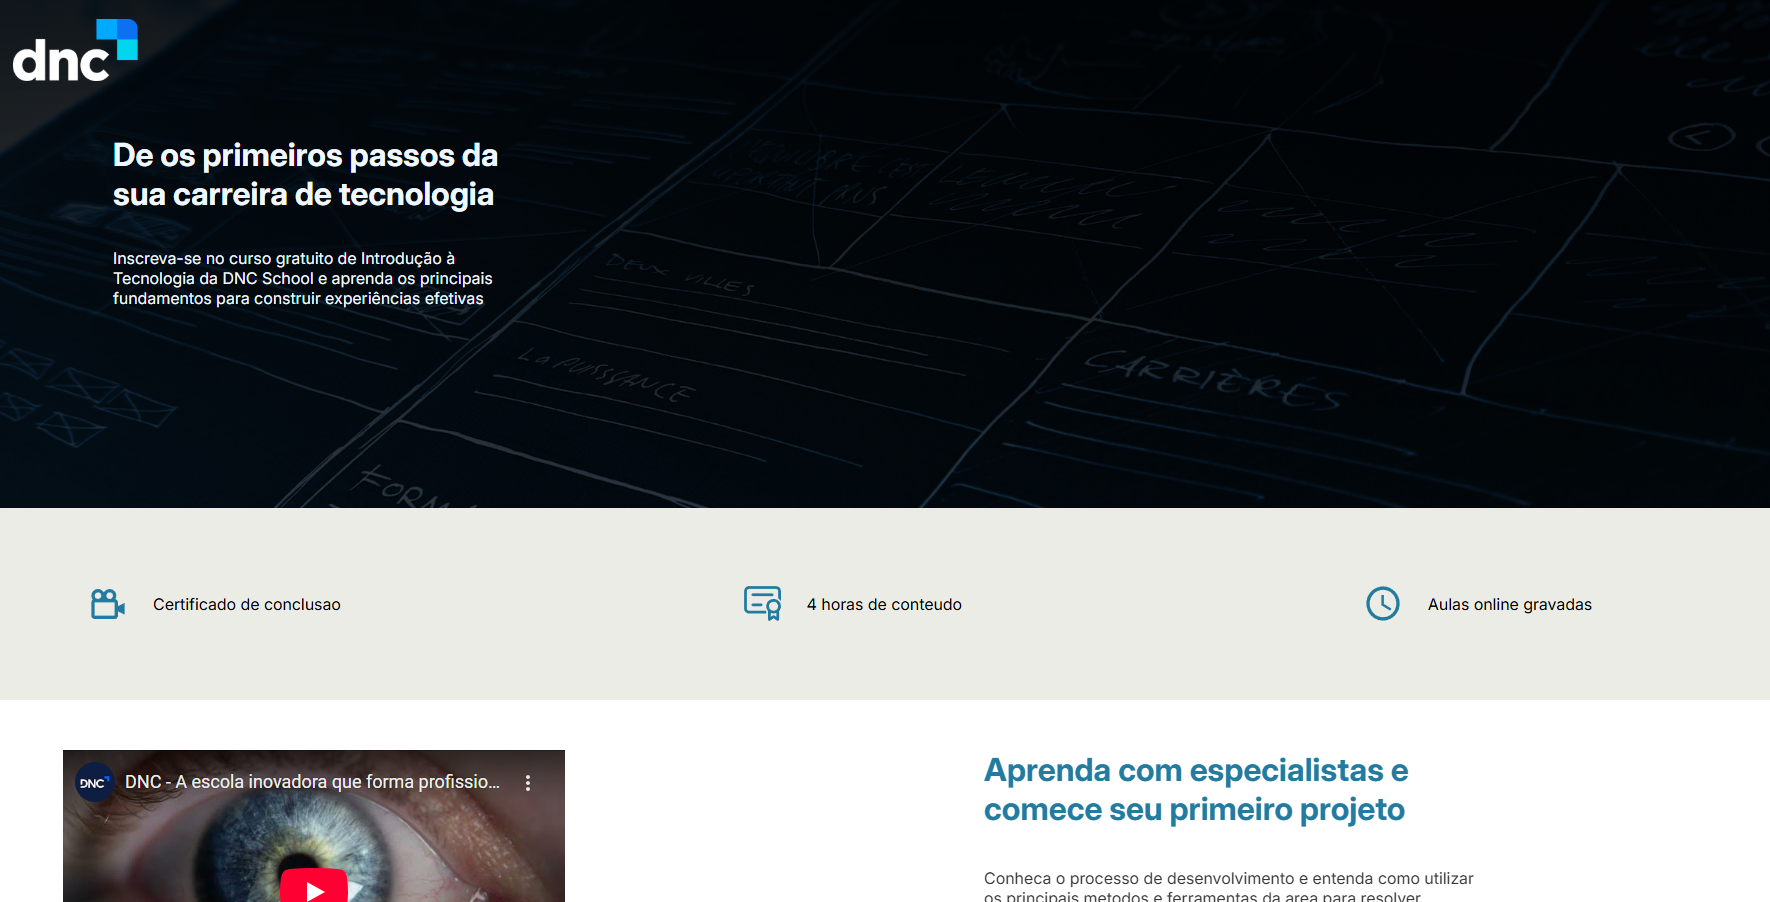 dnc
De os primeiros passos da
sua carreira de tecnologia
Inscreva-se no curso gratuito de Introdução à
Tecnologia da DNC School e aprenda os principais
fundamentos para construir experiências efetivas
DEUX VILLES
LA PUISSANCE
CARRIÈRES
Certificado de conclusao
4 horas de conteudo
Aulas online gravadas
DNC
DNC - A escola inovadora que forma profissio...
Aprenda com especialistas e
comece seu primeiro projeto
Conheca o processo de desenvolvimento e entenda como utilizar
os principais metodos e ferramentas da area para resolver